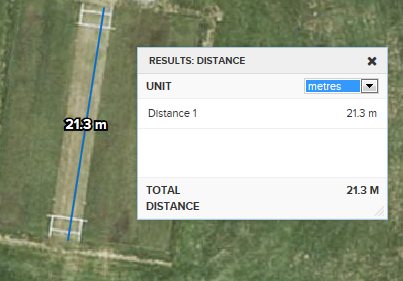 21.3 m
RESULTS: DISTANCE
UNIT metres
Distance 1 21.3 m
TOTAL DISTANCE 21.3 M